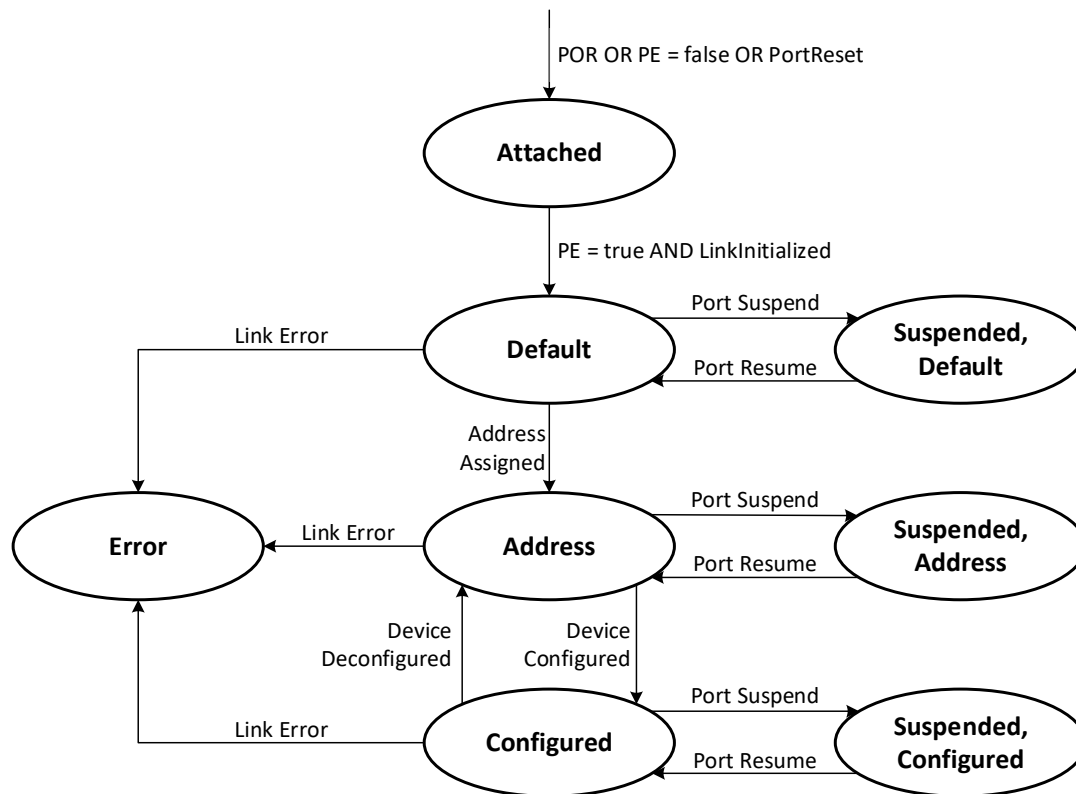 POR OR PE = false OR PortReset
Attached
PE = true AND LinkInitialized
Port Suspend
Link Error
Default
Suspended,
Default
Port Resume
Address
Assigned
Port Suspend
Error
Link Error
Address
Suspended,
Address
Port Resume
Device
Deconfigured
Device
Configured
Port Suspend
Link Error
Configured
Suspended,
Configured
Port Resume